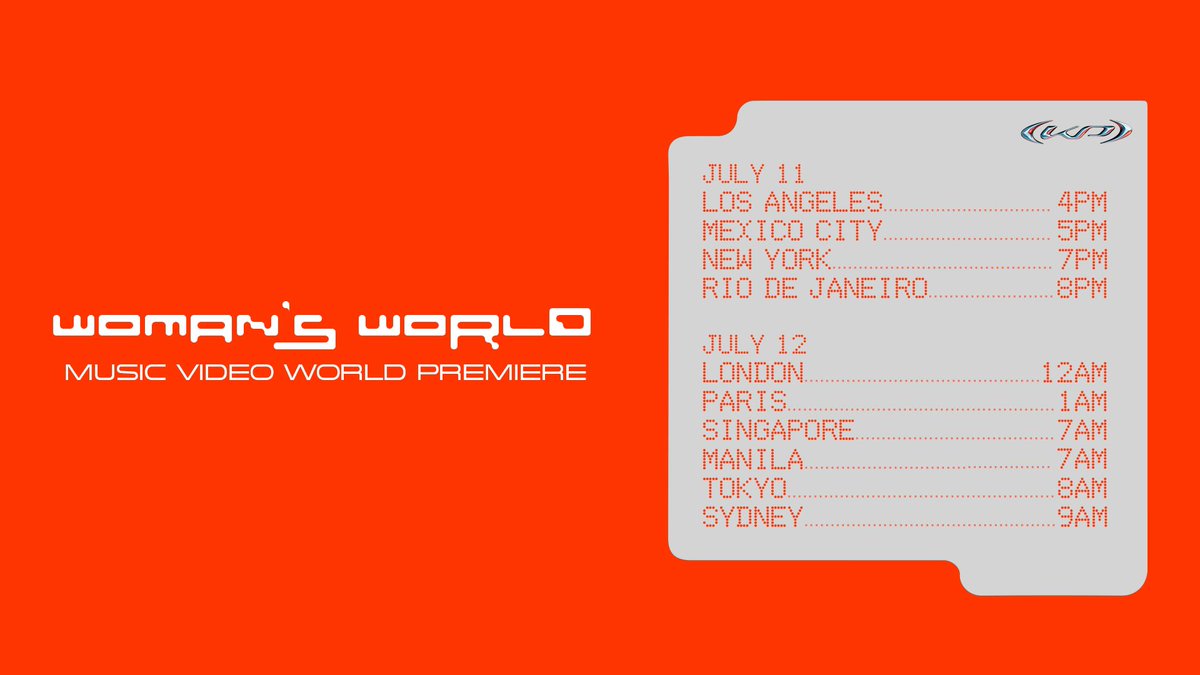 WOMAN'S WORLD
MUSIC VIDEO WORLD PREMIERE
JULY 11
LOS ANGELES.............................. 4PM
MEXICO CITY.............................. 5PM
NEW YORK........................................ 7PM
RIO DE JANEIRO.......................8PM
JULY 12
LONDON..........................................12AM
PARIS................................................ 1AM
SINGAPORE.................................... 7AM
MANILA............................................ 7AM
TOKYO................................................8AM
SYDNEY.............................................9AM